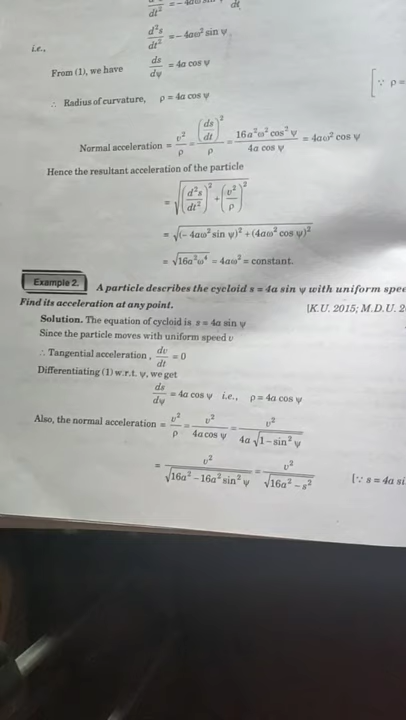 dt² = – 4aω sin dt
i.e., d²s/dt² = – 4aω² sin ψ
From (1), we have ds/dψ = 4a cos ψ
∴ Radius of curvature, ρ = 4a cos ψ [∵ ρ =
Normal acceleration = v²/ρ = (ds/dt)²/ρ = 16a²ω² cos² ψ/4a cos ψ = 4aω² cos ψ
Hence the resultant acceleration of the particle
= √((d²s/dt²)² + (v²/ρ)²)
= √((– 4aω² sin ψ)² + (4aω² cos ψ)²)
= √16a²ω⁴ = 4aω² = constant.
Example 2. A particle describes the cycloid s = 4a sin ψ with uniform spee
Find its acceleration at any point. [K.U. 2015; M.D.U. 2
Solution. The equation of cycloid is s = 4a sin ψ
Since the particle moves with uniform speed v
∴ Tangential acceleration, dv/dt = 0
Differentiating (1) w.r.t. ψ, we get
ds/dψ = 4a cos ψ i.e., ρ = 4a cos ψ
Also, the normal acceleration = v²/ρ = v²/4a cos ψ = v²/4a√(1 – sin² ψ)
= v²/√(16a² – 16a² sin² ψ) = v²/√(16a² – s²) [∵ s = 4a si